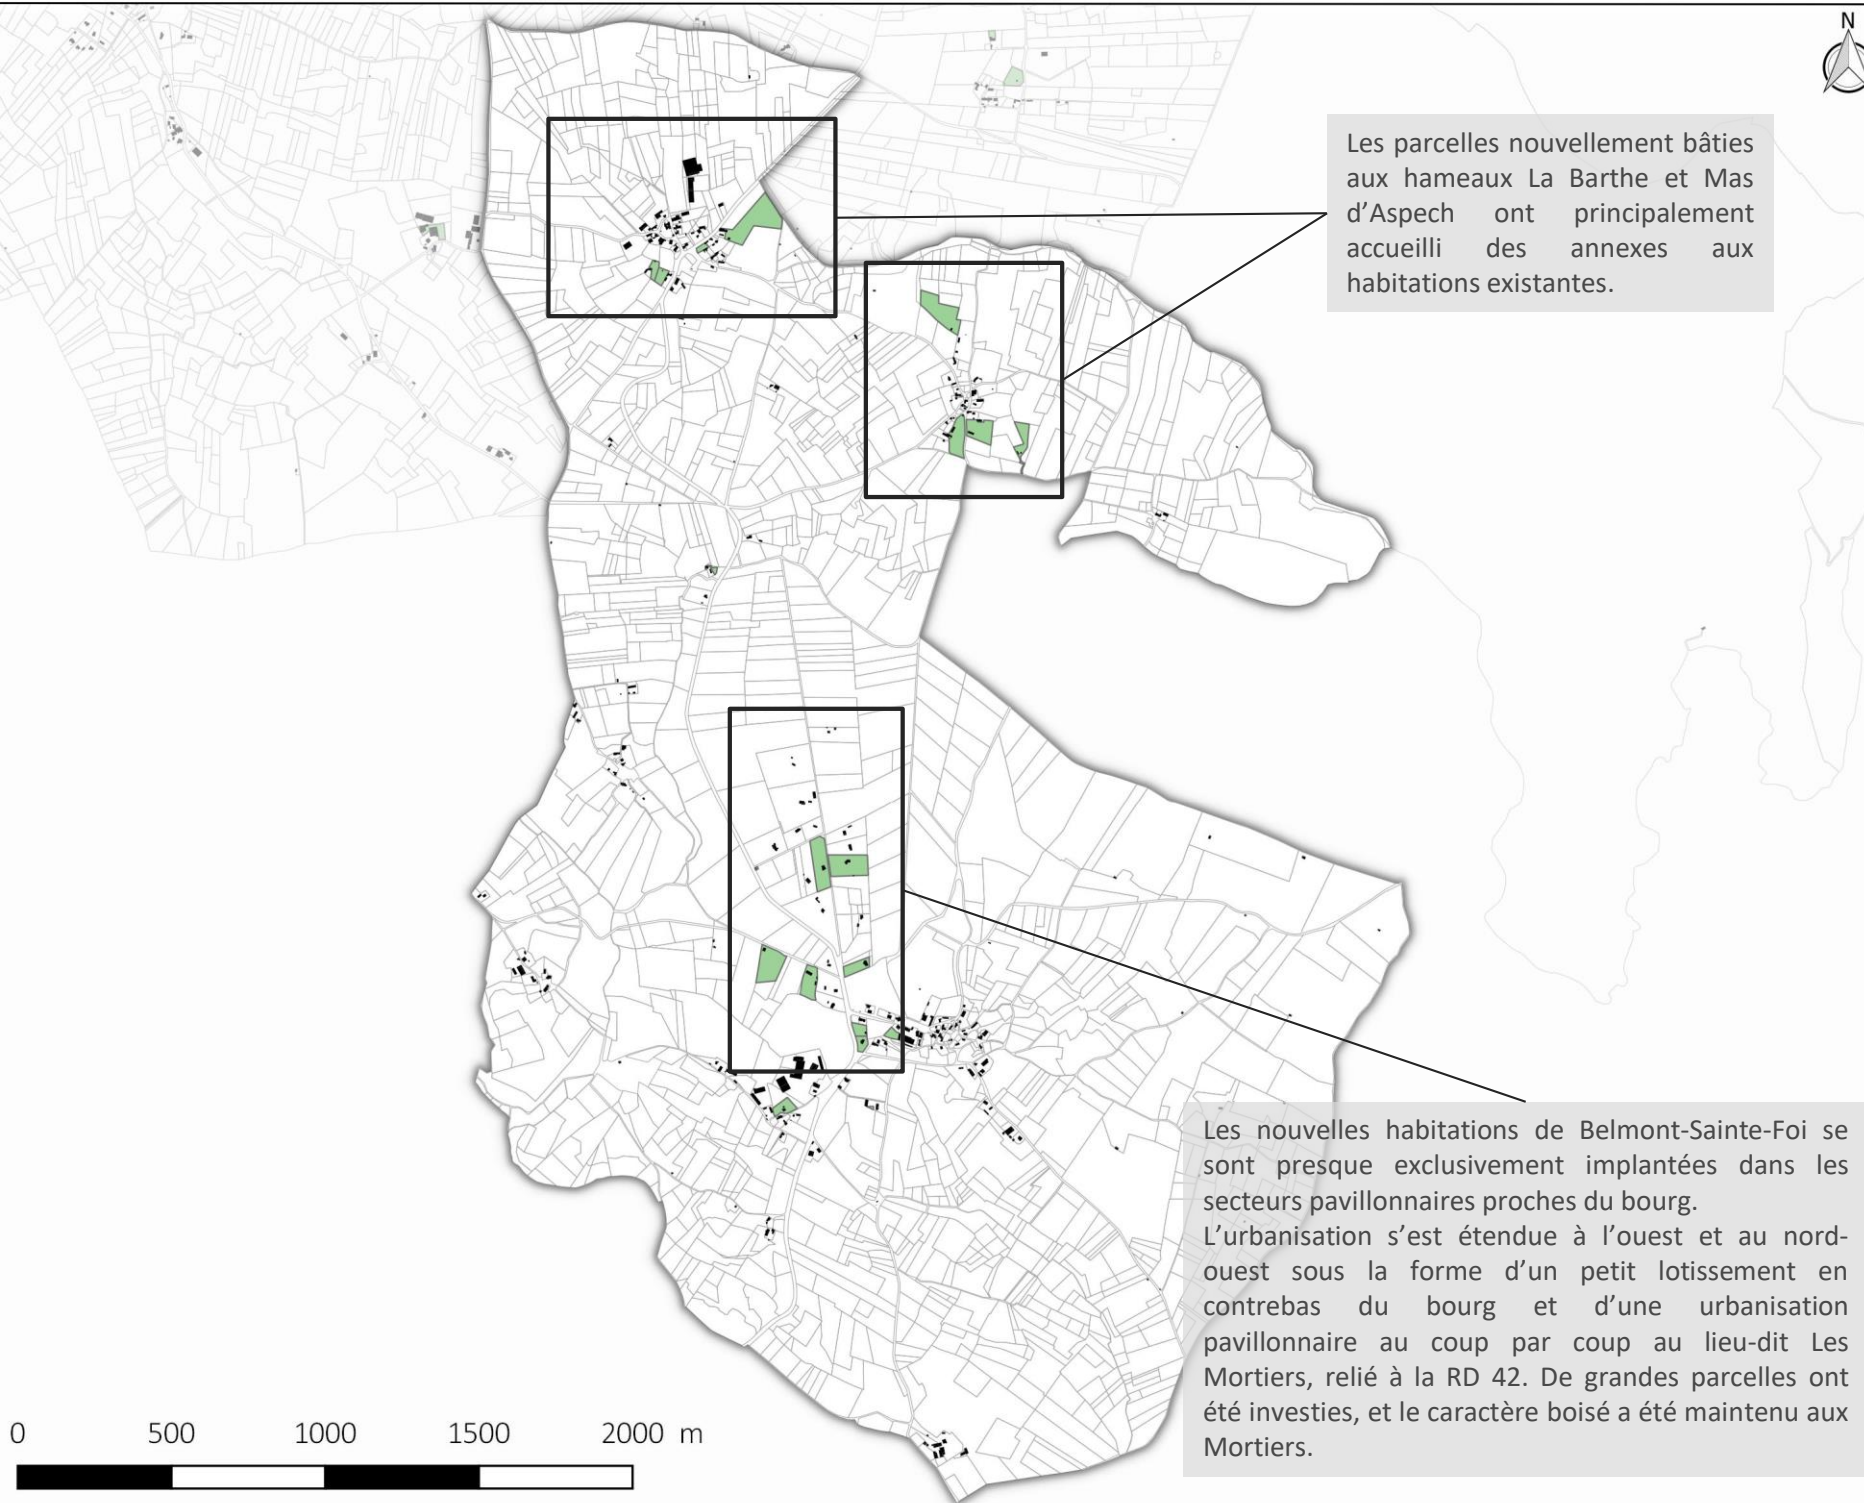 N
Les parcelles nouvellement bâties
aux hameaux La Barthe et Mas
d’Aspech ont principalement
accueilli des annexes aux
habitations existantes.
Les nouvelles habitations de Belmont-Sainte-Foi se
sont presque exclusivement implantées dans les
secteurs pavillonnaires proches du bourg.
L’urbanisation s’est étendue à l’ouest et au nord-
ouest sous la forme d’un petit lotissement en
contrebas du bourg et d’une urbanisation
pavillonnaire au coup par coup au lieu-dit Les
Mortiers, relié à la RD 42. De grandes parcelles ont
été investies, et le caractère boisé a été maintenu aux
Mortiers.
0 500 1000 1500 2000 m